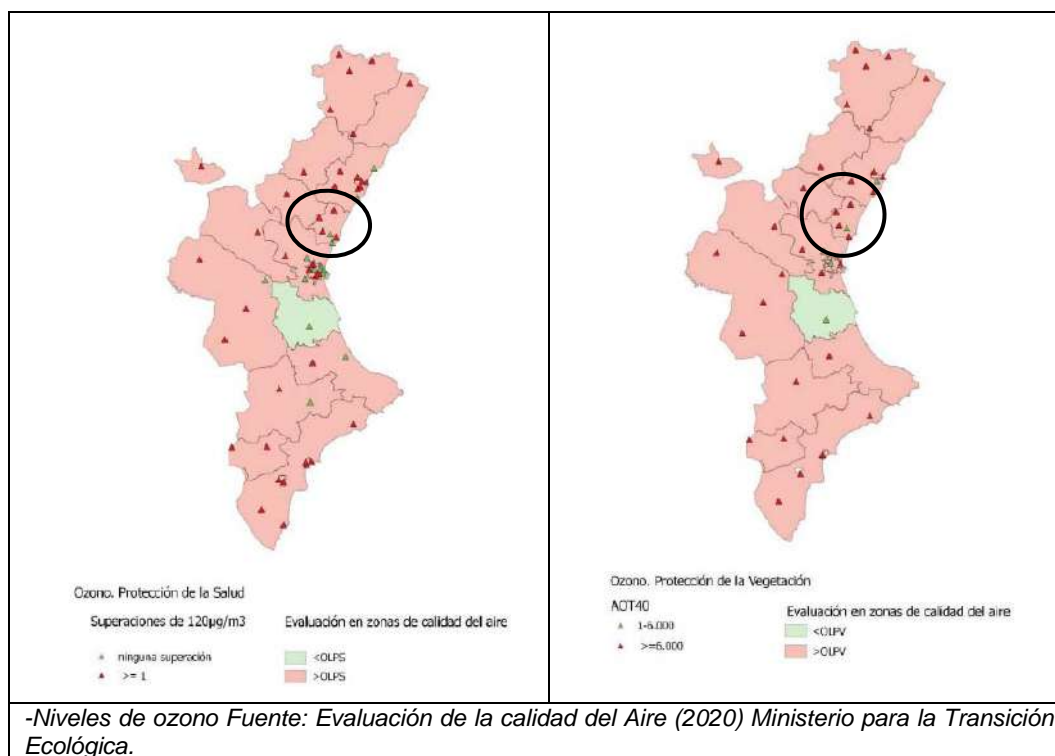 Ozono. Protección de la Salud
Superaciones de 120µg/m3
Evaluación en zonas de calidad del aire
ninguna superación
>= 1
<OLPS
>OLPS
Ozono. Protección de la Vegetación
AOT40
Evaluación en zonas de calidad del aire
1-6.000
>=6.000
<OLPV
>OLPV
-Niveles de ozono Fuente: Evaluación de la calidad del Aire (2020) Ministerio para la Transición
Ecológica.